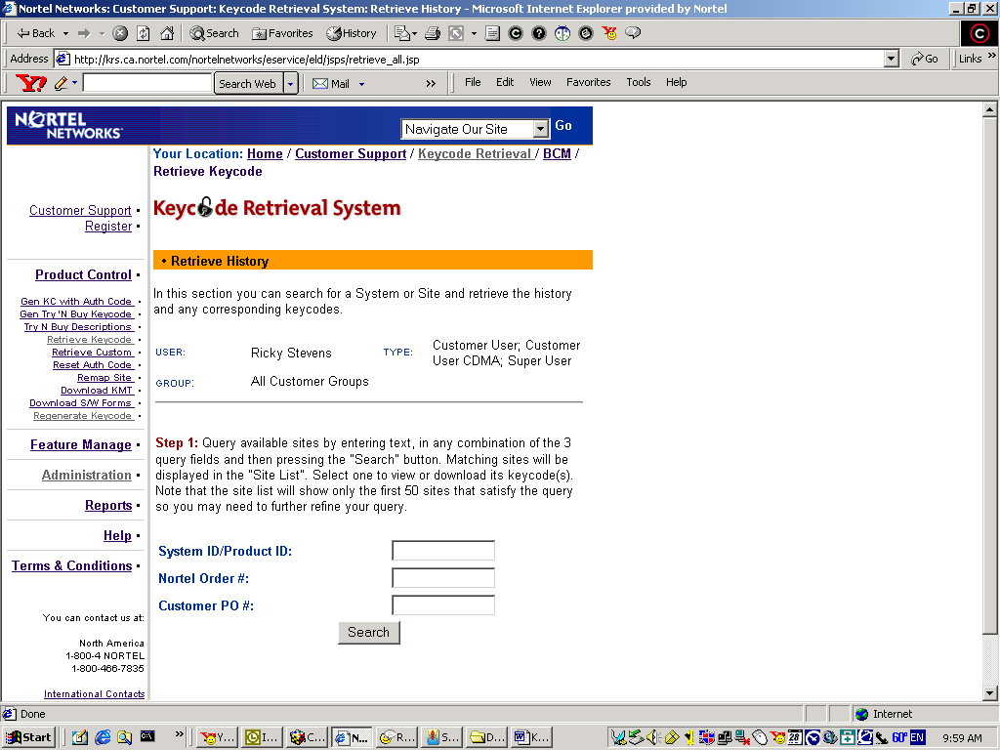 Nortel Networks: Customer Support: Keycode Retrieval System: Retrieve History - Microsoft Internet Explorer provided by Nortel
Back Search Favorites History
Address http://krs.ca.nortel.com/nortelnetworks/eservice/eld/jsps/retrieve_all.jsp Go Links »
Y! Search Web Mail » File Edit View Favorites Tools Help
NORTEL
NETWORKS™
Navigate Our Site Go
Your Location: Home / Customer Support / Keycode Retrieval / BCM /
Retrieve Keycode
Keycode Retrieval System
Customer Support •
Register •
• Retrieve History
In this section you can search for a System or Site and retrieve the history
and any corresponding keycodes.
Product Control •
Gen KC with Auth Code •
Gen Try 'N Buy Keycode •
Try N Buy Descriptions •
Retrieve Keycode •
Retrieve Custom •
Reset Auth Code •
Remap Site •
Download KMT •
Download S/W Forms •
Regenerate Keycode •
Feature Manage •
Administration •
Reports •
Help •
Terms & Conditions •
You can contact us at:
North America
1-800-4 NORTEL
1-800-466-7835
International Contacts
USER: Ricky Stevens TYPE: Customer User; Customer
User CDMA; Super User
GROUP: All Customer Groups
Step 1: Query available sites by entering text, in any combination of the 3
query fields and then pressing the "Search" button. Matching sites will be
displayed in the "Site List". Select one to view or download its keycode(s).
Note that the site list will show only the first 50 sites that satisfy the query
so you may need to further refine your query.
System ID/Product ID:
Nortel Order #:
Customer PO #:
Search
Done Internet
Start » Y... I... C... N... R... S... D... K... 28 60° EN 9:59 AM